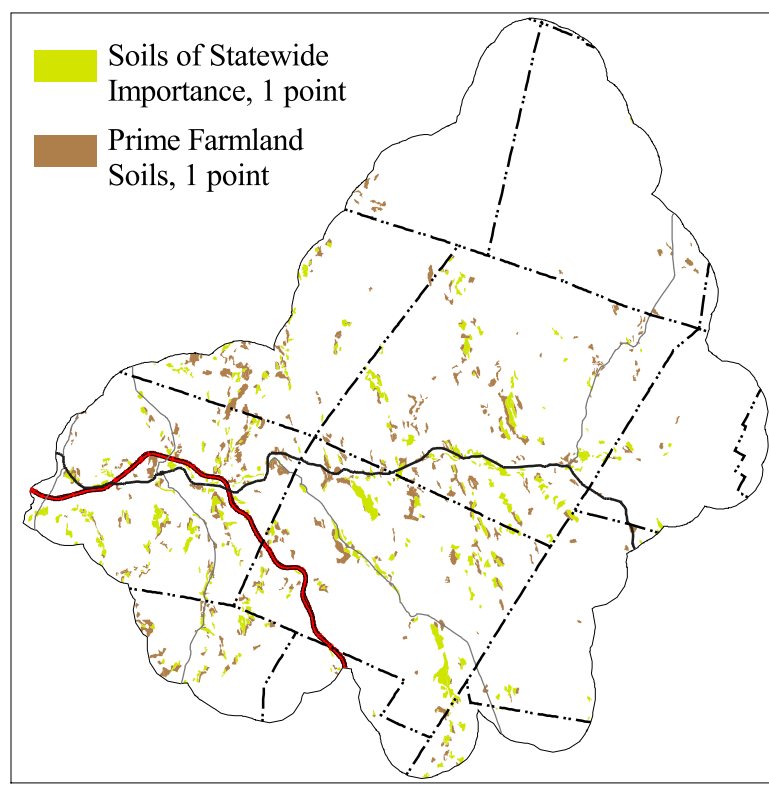 Soils of Statewide
Importance, 1 point
Prime Farmland
Soils, 1 point